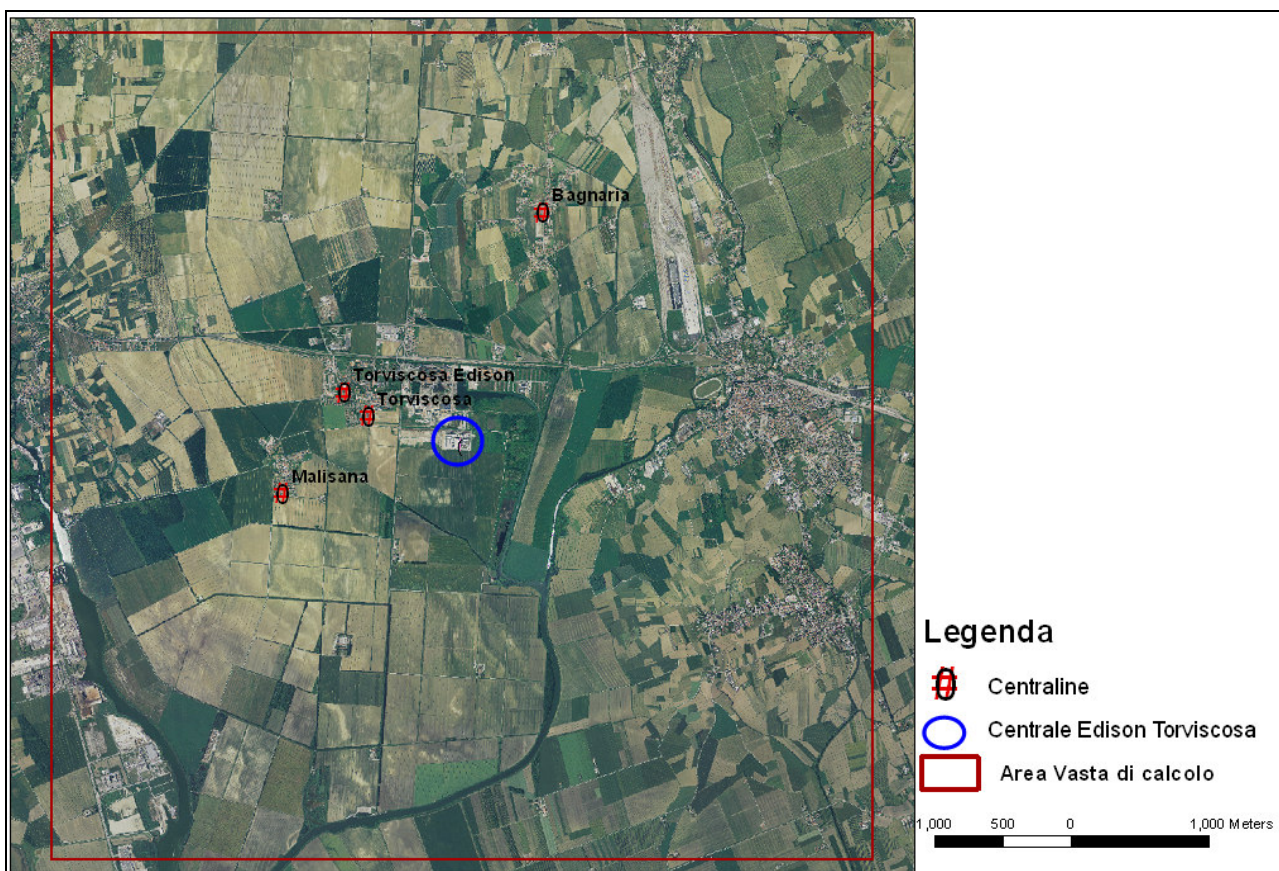 Bagnaria
Torviscosa Edison
Torviscosa
Malisana
Legenda
Centraline
Centrale Edison Torviscosa
Area Vasta di calcolo
1,000 500 0 1,000 Meters